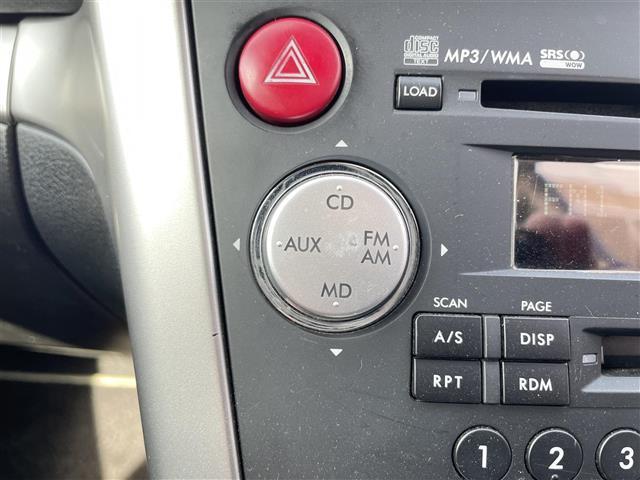 COMPACT
disc
DIGITAL AUDIO
TEXT
MP3/WMA
SRS
WOW
LOAD
CD
AUX
FM
AM
MD
SCAN
PAGE
A/S
DISP
RPT
RDM
1
2
3